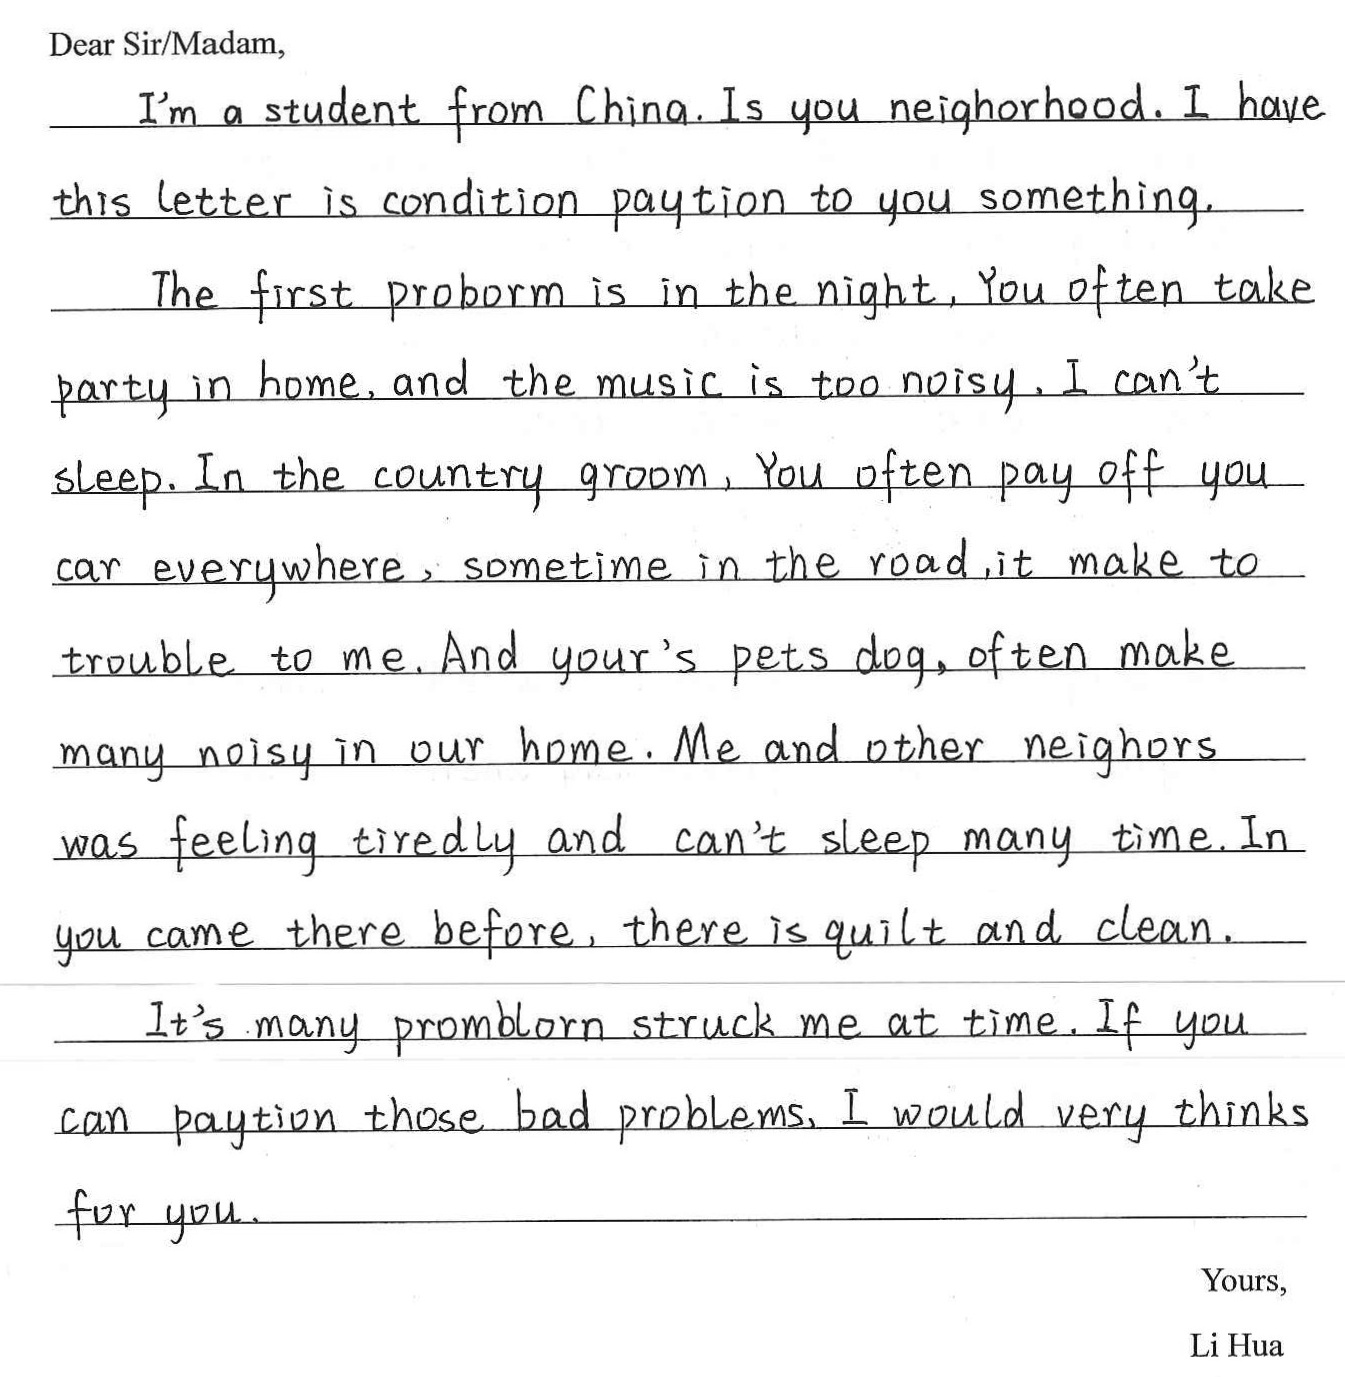 Dear Sir/Madam,
I'm a student from China. Is you neighorhood. I have
this letter is condition paytion to you something.
The first proborm is in the night, You often take
party in home, and the music is too noisy. I can't
sleep. In the country groom, You often pay off you
car everywhere, sometime in the road, it make to
trouble to me. And your's pets dog, often make
many noisy in our home. Me and other neighors
was feeling tiredly and can't sleep many time. In
you came there before, there is quilt and clean.
It's many promblorn struck me at time. If you
can paytion those bad problems, I would very thinks
for you.
Yours,
Li Hua